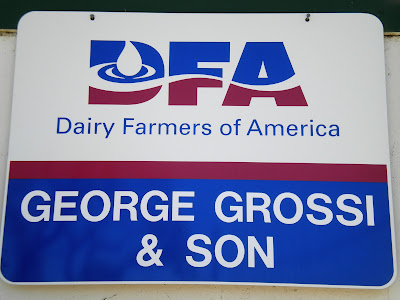 DFA
Dairy Farmers of America
GEORGE GROSSI
& SON